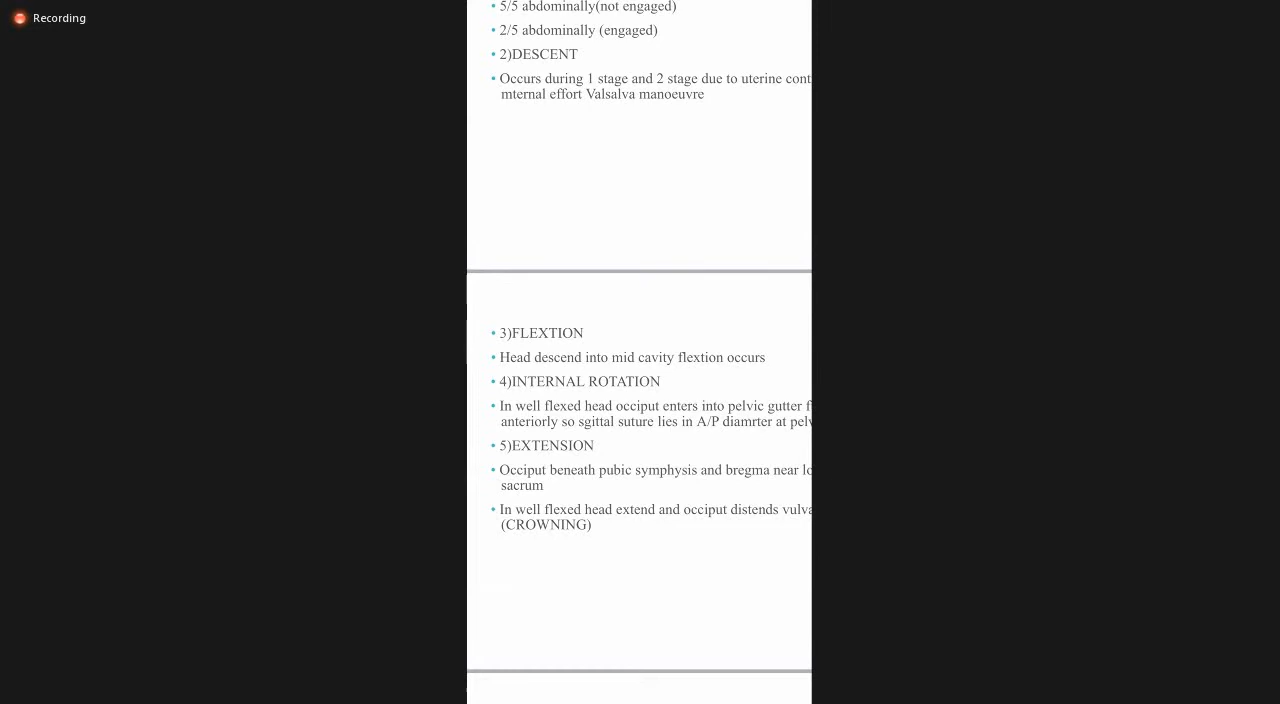 Recording
• 5/5 abdominally(not engaged)
• 2/5 abdominally (engaged)
• 2)DESCENT
• Occurs during 1 stage and 2 stage due to uterine
mternal effort Valsalva manoeuvre
• 3)FLEXTION
• Head descend into mid cavity flextion occurs
• 4)INTERNAL ROTATION
• In well flexed head occiput enters into pelvic gutter
anteriorly so sgittal suture lies in A/P diamrter at
• 5)EXTENSION
• Occiput beneath pubic symphysis and bregma near
sacrum
• In well flexed head extend and occiput distends
(CROWNING)